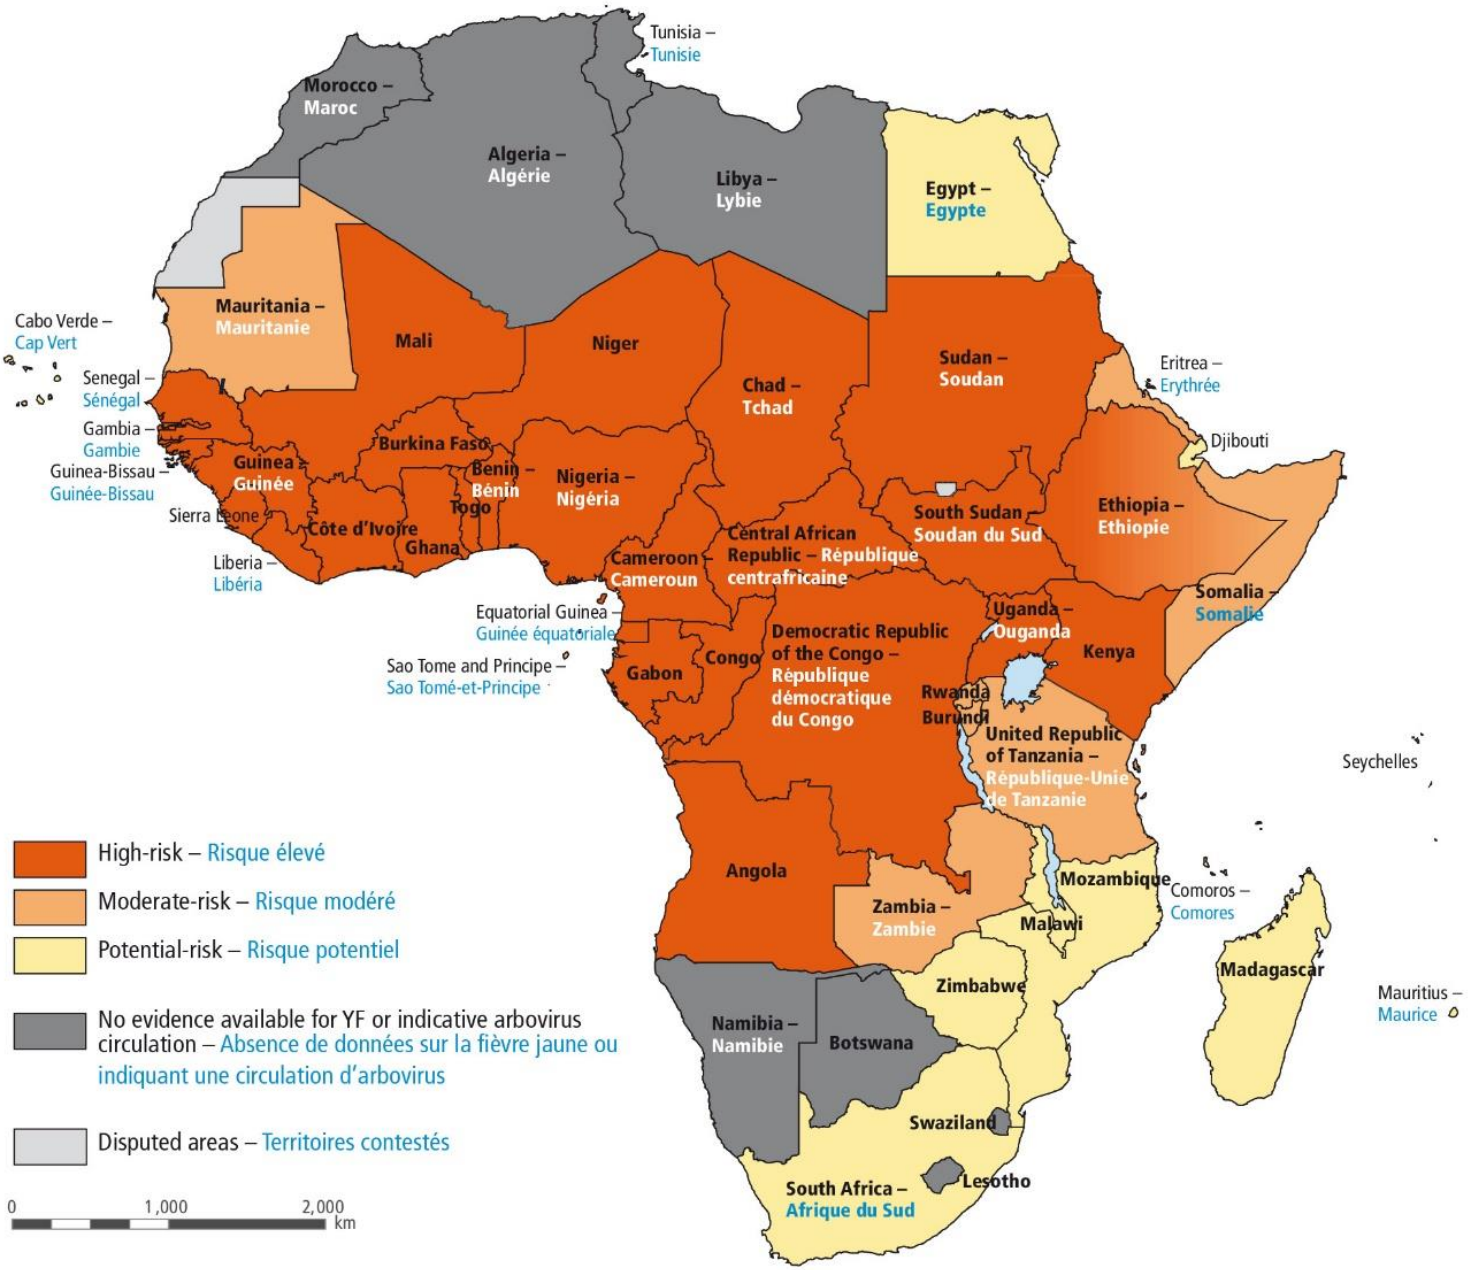 Tunisia –
Tunisie
Morocco –
Maroc
Algeria –
Algérie
Libya –
Lybie
Egypt –
Egypte
Mauritania –
Mauritanie
Cabo Verde –
Cap Vert
Mali
Niger
Chad –
Tchad
Sudan –
Soudan
Eritrea –
Erythrée
Senegal –
Sénégal
Gambia –
Gambie
Guinea-Bissau –
Guinée-Bissau
Guinea –
Guinée
Burkina Faso
Benin –
Bénin
Togo
Nigeria –
Nigéria
Djibouti
Sierra Leone
Côte d'Ivoire
Ghana
Liberia –
Libéria
Cameroon –
Cameroun
Central African
Republic – République
centrafricaine
South Sudan –
Soudan du Sud
Ethiopia –
Ethiopie
Somalia –
Somalie
Equatorial Guinea –
Guinée équatoriale
Sao Tome and Principe –
Sao Tomé-et-Principe
Gabon
Congo
Democratic Republic
of the Congo –
République
démocratique
du Congo
Uganda –
Ouganda
Kenya
Rwanda
Burundi
United Republic
of Tanzania –
République-Unie
de Tanzanie
Seychelles
Angola
Zambia –
Zambie
Mozambique
Malawi
Comoros –
Comores
Madagascar
Mauritius –
Maurice
Zimbabwe
Namibia –
Namibie
Botswana
Swaziland
Lesotho
South Africa –
Afrique du Sud
High-risk – Risque élevé
Moderate-risk – Risque modéré
Potential-risk – Risque potentiel
No evidence available for YF or indicative arbovirus
circulation – Absence de données sur la fièvre jaune ou
indiquant une circulation d'arbovirus
Disputed areas – Territoires contestés
0 1,000 2,000
km